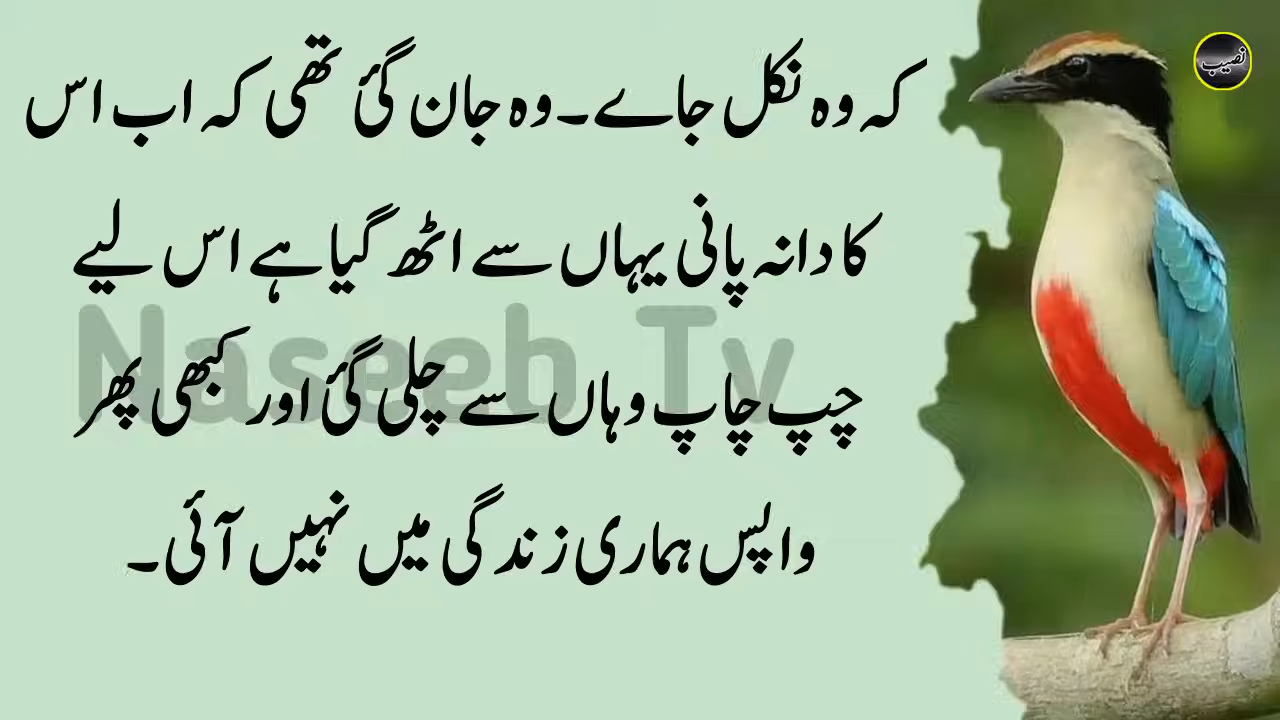 کہ وہ نکل جاے۔ وہ جان گئ تھی کہ اب اس
کا دانہ پانی یہاں سے اٹھ گیا ہے اس لیے
چپ چاپ وہاں سے چلی گئ اور کبھی پھر
واپس ہماری زندگی میں نہیں آئی۔
Naseeb Tv
نصیب